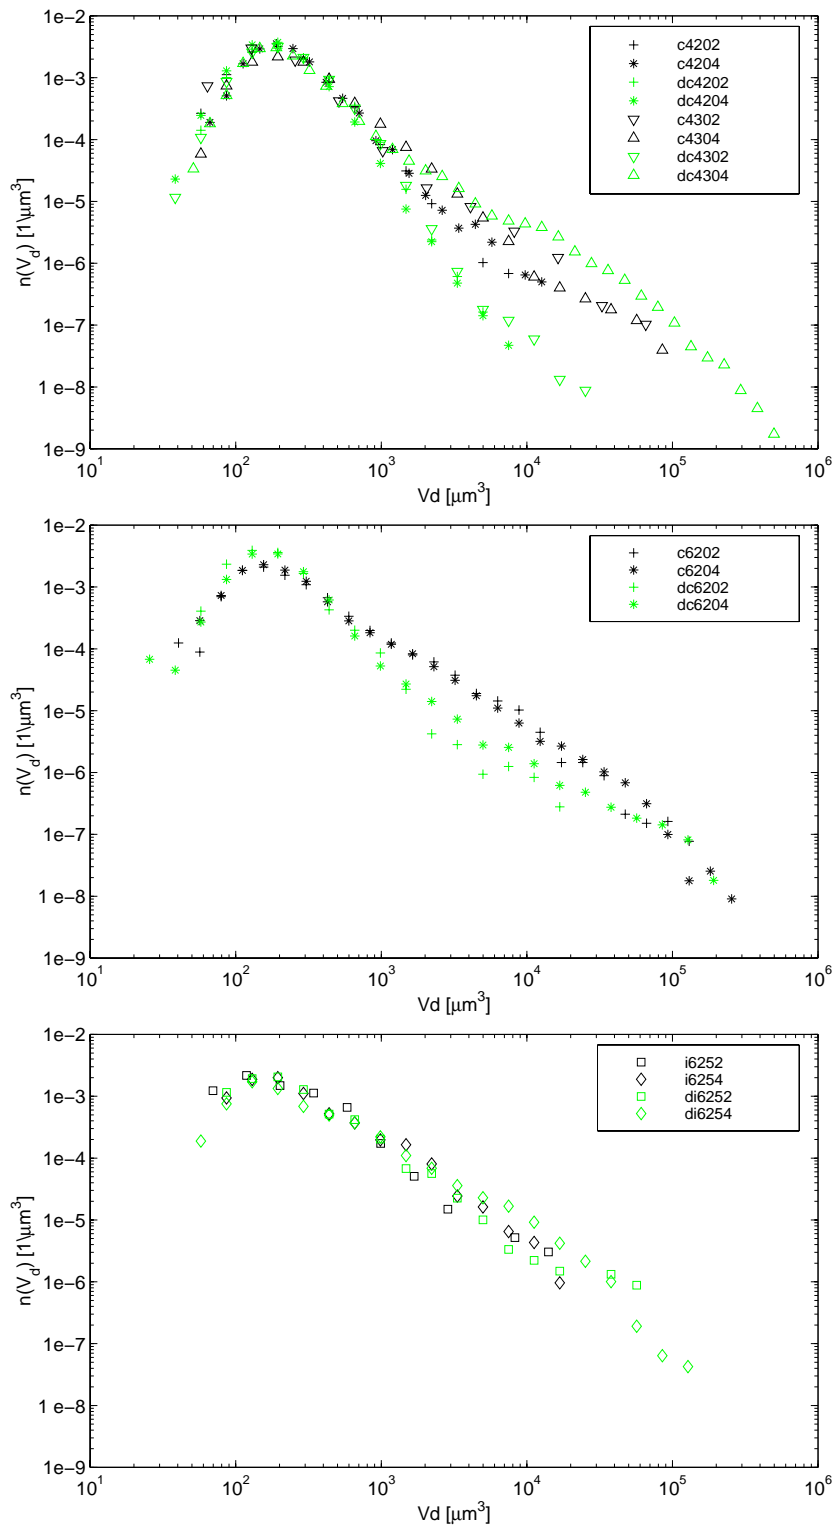 1e−2
1e−3
1e−4
1e−5
1e−6
1e−7
1 e−8
1e−9
n(V_d) [1\μm^3]
10^1 10^2 10^3 10^4 10^5 10^6
Vd [μm^3]
c4202
c4204
dc4202
dc4204
c4302
c4304
dc4302
dc4304
1e−2
1e−3
1e−4
1e−5
1e−6
1e−7
1 e−8
1e−9
n(V_d) [1\μm^3]
10^1 10^2 10^3 10^4 10^5 10^6
Vd [μm^3]
c6202
c6204
dc6202
dc6204
1e−2
1e−3
1e−4
1e−5
1e−6
1e−7
1 e−8
1e−9
n(V_d) [1\μm^3]
10^1 10^2 10^3 10^4 10^5 10^6
Vd [μm^3]
i6252
i6254
di6252
di6254